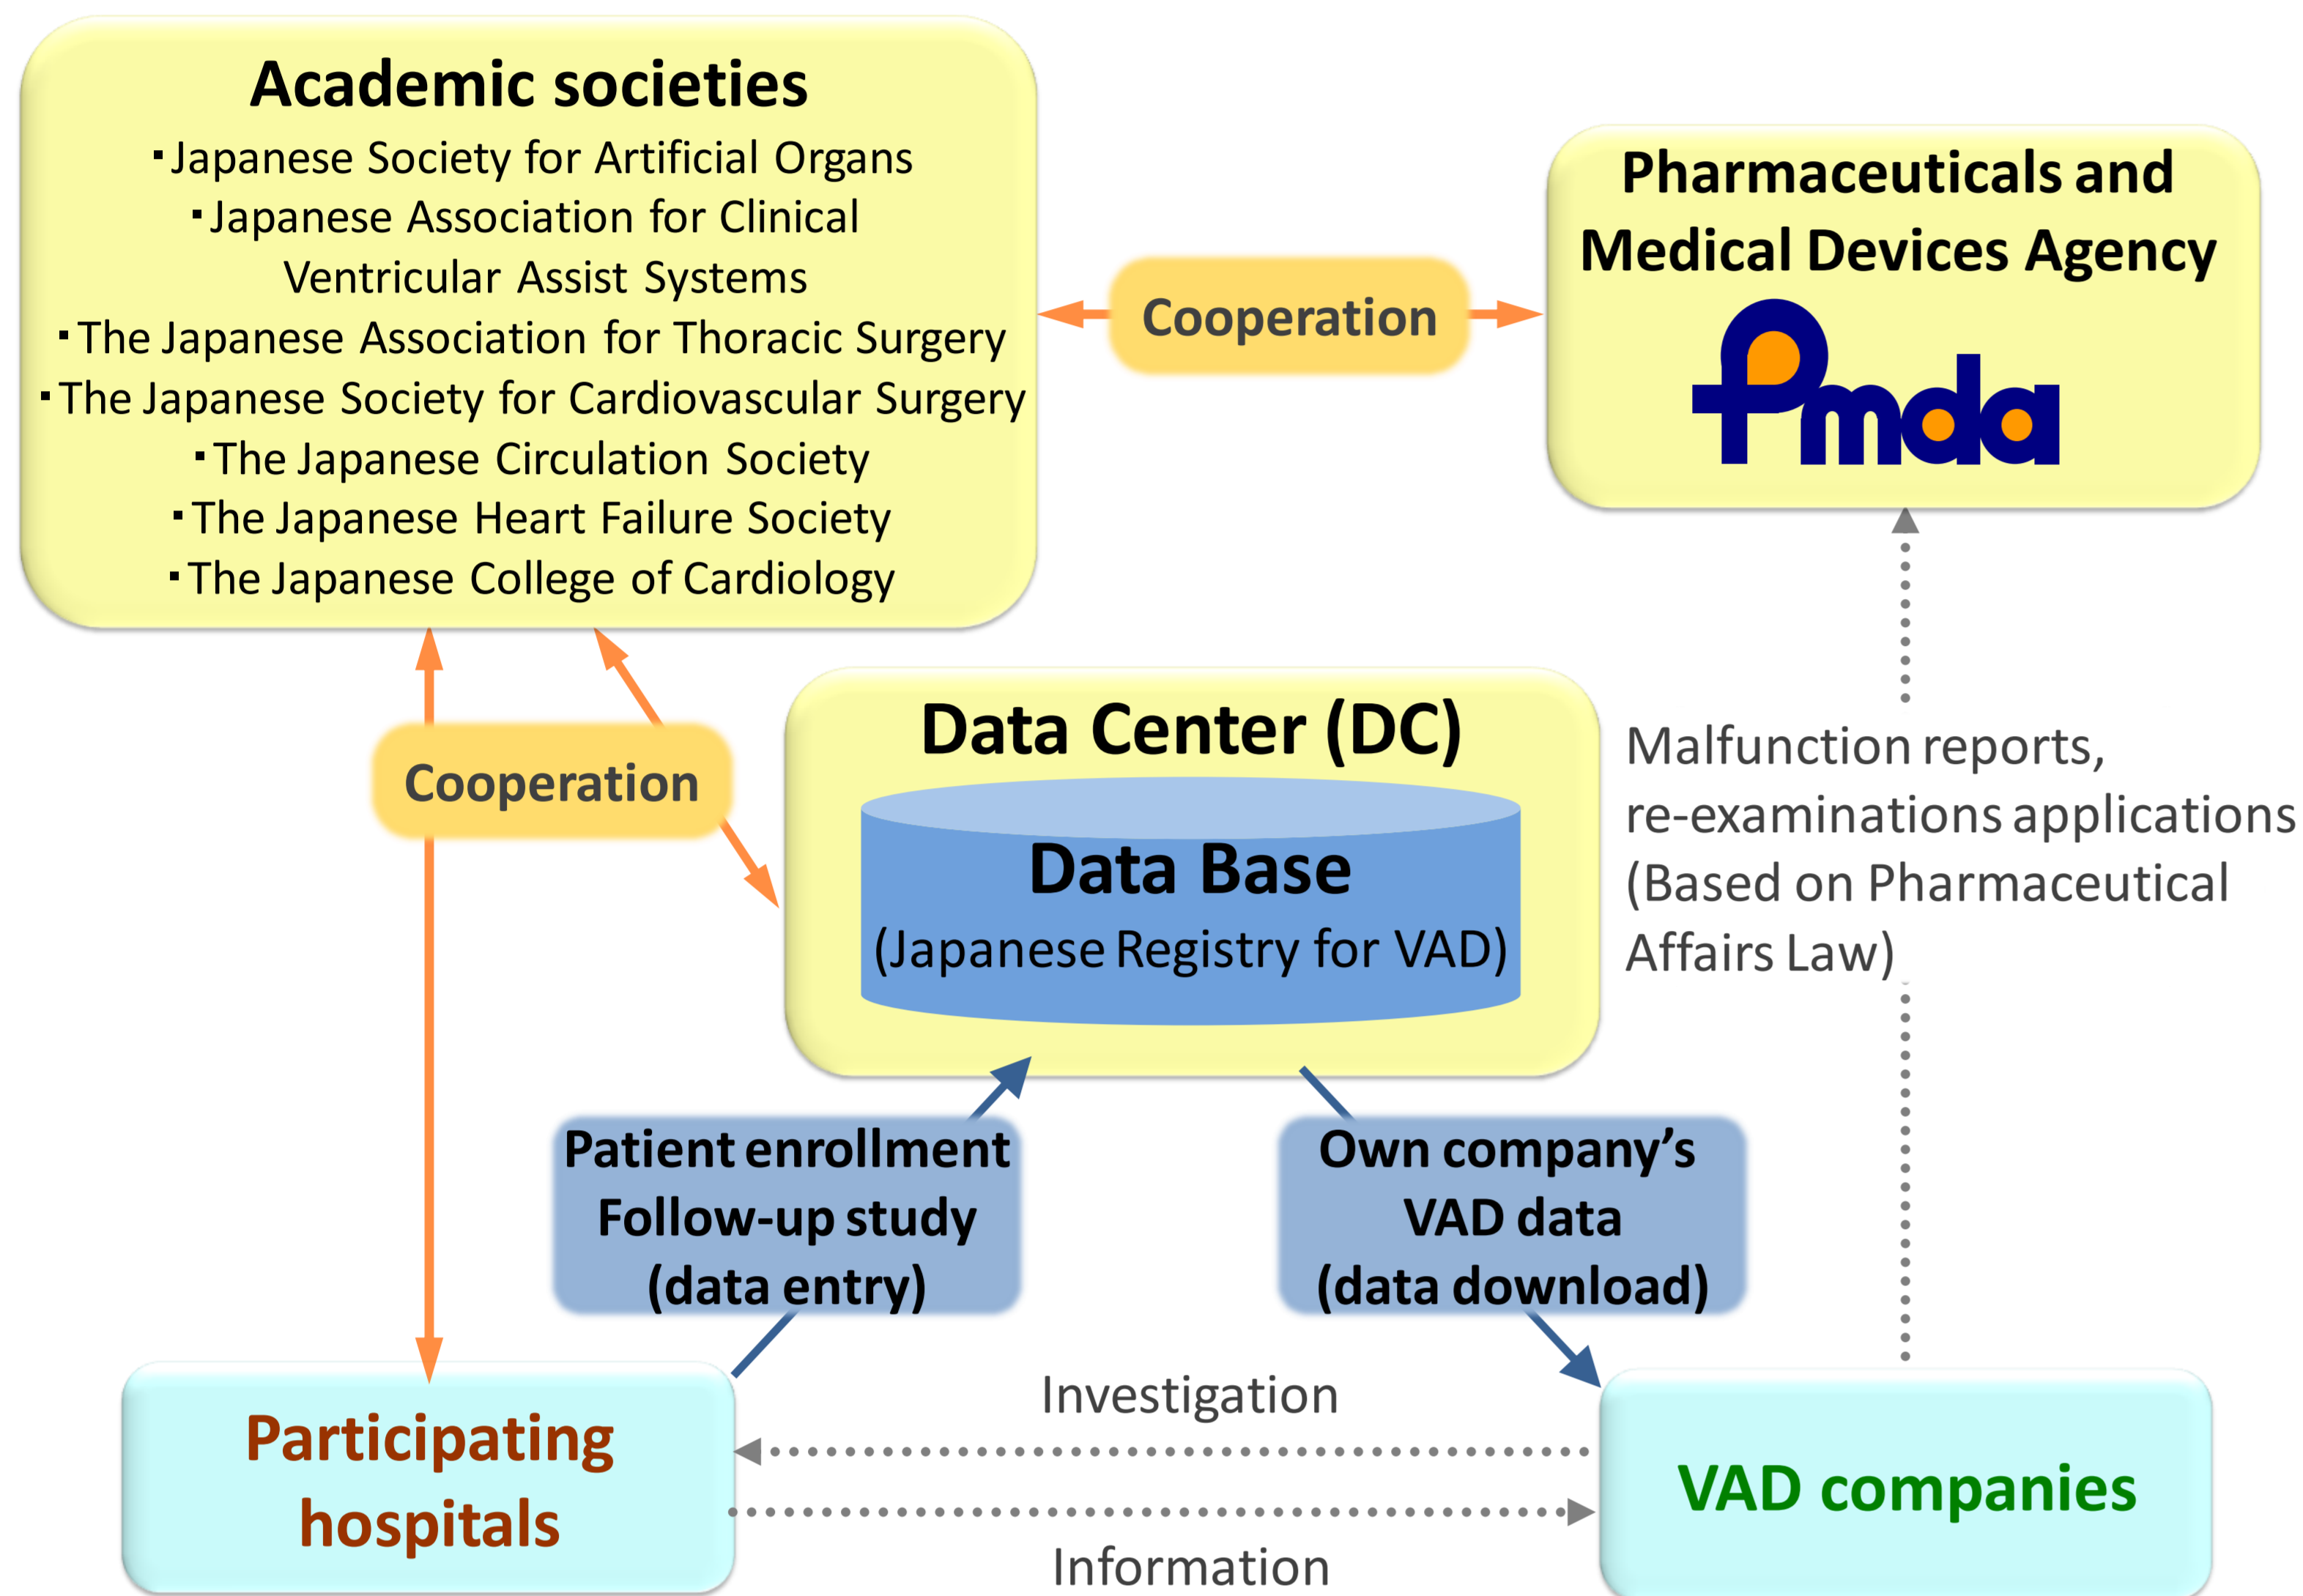 Academic societies
▪Japanese Society for Artificial Organs
▪Japanese Association for Clinical
Ventricular Assist Systems
▪The Japanese Association for Thoracic Surgery
▪The Japanese Society for Cardiovascular Surgery
▪The Japanese Circulation Society
▪The Japanese Heart Failure Society
▪The Japanese College of Cardiology
Cooperation
Pharmaceuticals and
Medical Devices Agency
Pmda
Cooperation
Data Center (DC)
Data Base
(Japanese Registry for VAD)
Malfunction reports,
re-examinations applications
(Based on Pharmaceutical
Affairs Law)
Patient enrollment
Follow-up study
(data entry)
Own company’s
VAD data
(data download)
Participating
hospitals
Investigation
Information
VAD companies